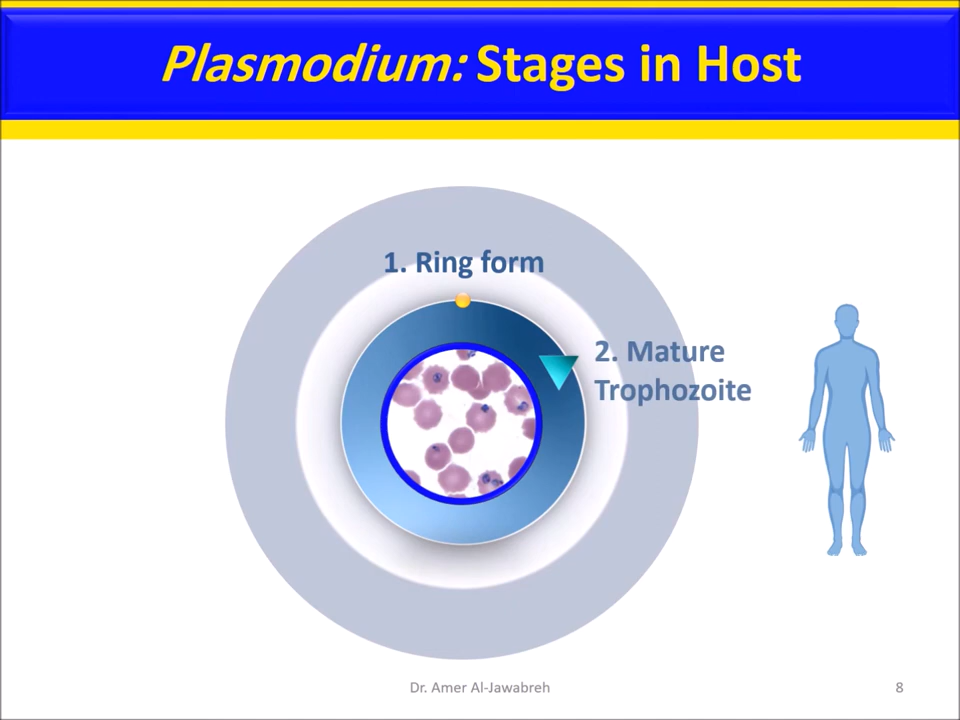 Plasmodium: Stages in Host
1. Ring form
2. Mature
Trophozoite
Dr. Amer Al-Jawabreh
8